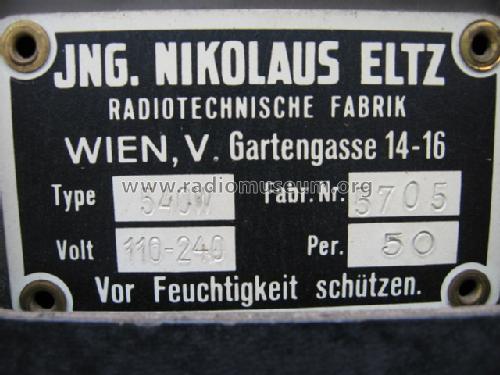 JNG. NIKOLAUS ELTZ
RADIOTECHNISCHE FABRIK
WIEN, V. Gartengasse 14-16
www.radiomuseum.org
Type 540W Fabr. Nr. 3705
Volt 110-240 Per. 50
Vor Feuchtigkeit schützen.